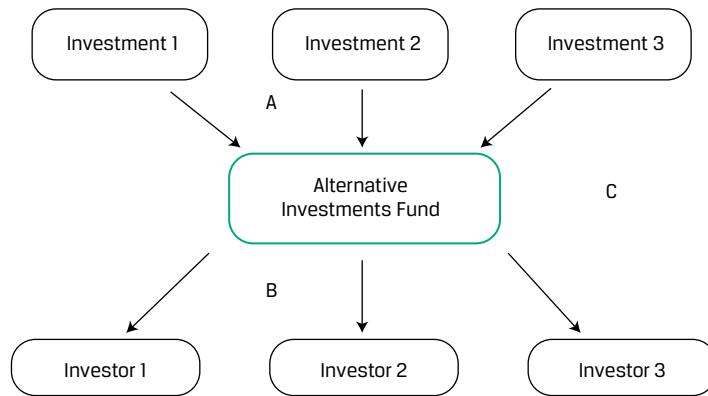 Investment 1
Investment 2
Investment 3
A
Alternative
Investments Fund
C
B
Investor 1
Investor 2
Investor 3